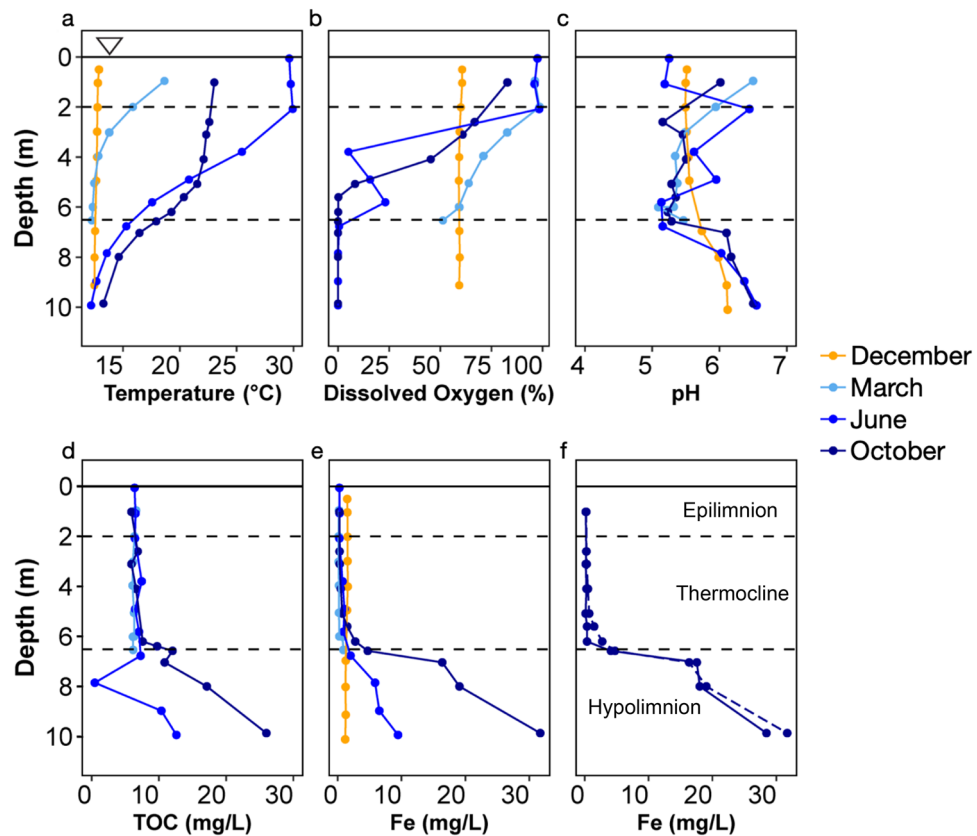 a
b
c
0
2
4
6
8
10
Depth (m)
15 20 25 30
Temperature (°C)
0 25 50 75 100
Dissolved Oxygen (%)
4 5 6 7
pH
December
March
June
October
d
e
f
0
2
4
6
8
10
Depth (m)
Epilimnion
Thermocline
Hypolimnion
0 10 20 30
TOC (mg/L)
0 10 20 30
Fe (mg/L)
0 10 20 30
Fe (mg/L)